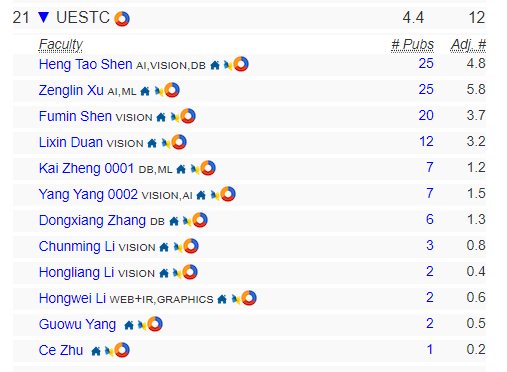 21 ▼ UESTC 4.4 12
Faculty # Pubs Adj. #
Heng Tao Shen AI,VISION,DB 25 4.8
Zenglin Xu AI,ML 25 5.8
Fumin Shen VISION 20 3.7
Lixin Duan VISION 12 3.2
Kai Zheng 0001 DB,ML 7 1.2
Yang Yang 0002 VISION,AI 7 1.5
Dongxiang Zhang DB 6 1.3
Chunming Li VISION 3 0.8
Hongliang Li VISION 2 0.4
Hongwei Li WEB+IR,GRAPHICS 2 0.6
Guowu Yang 2 0.5
Ce Zhu 1 0.2